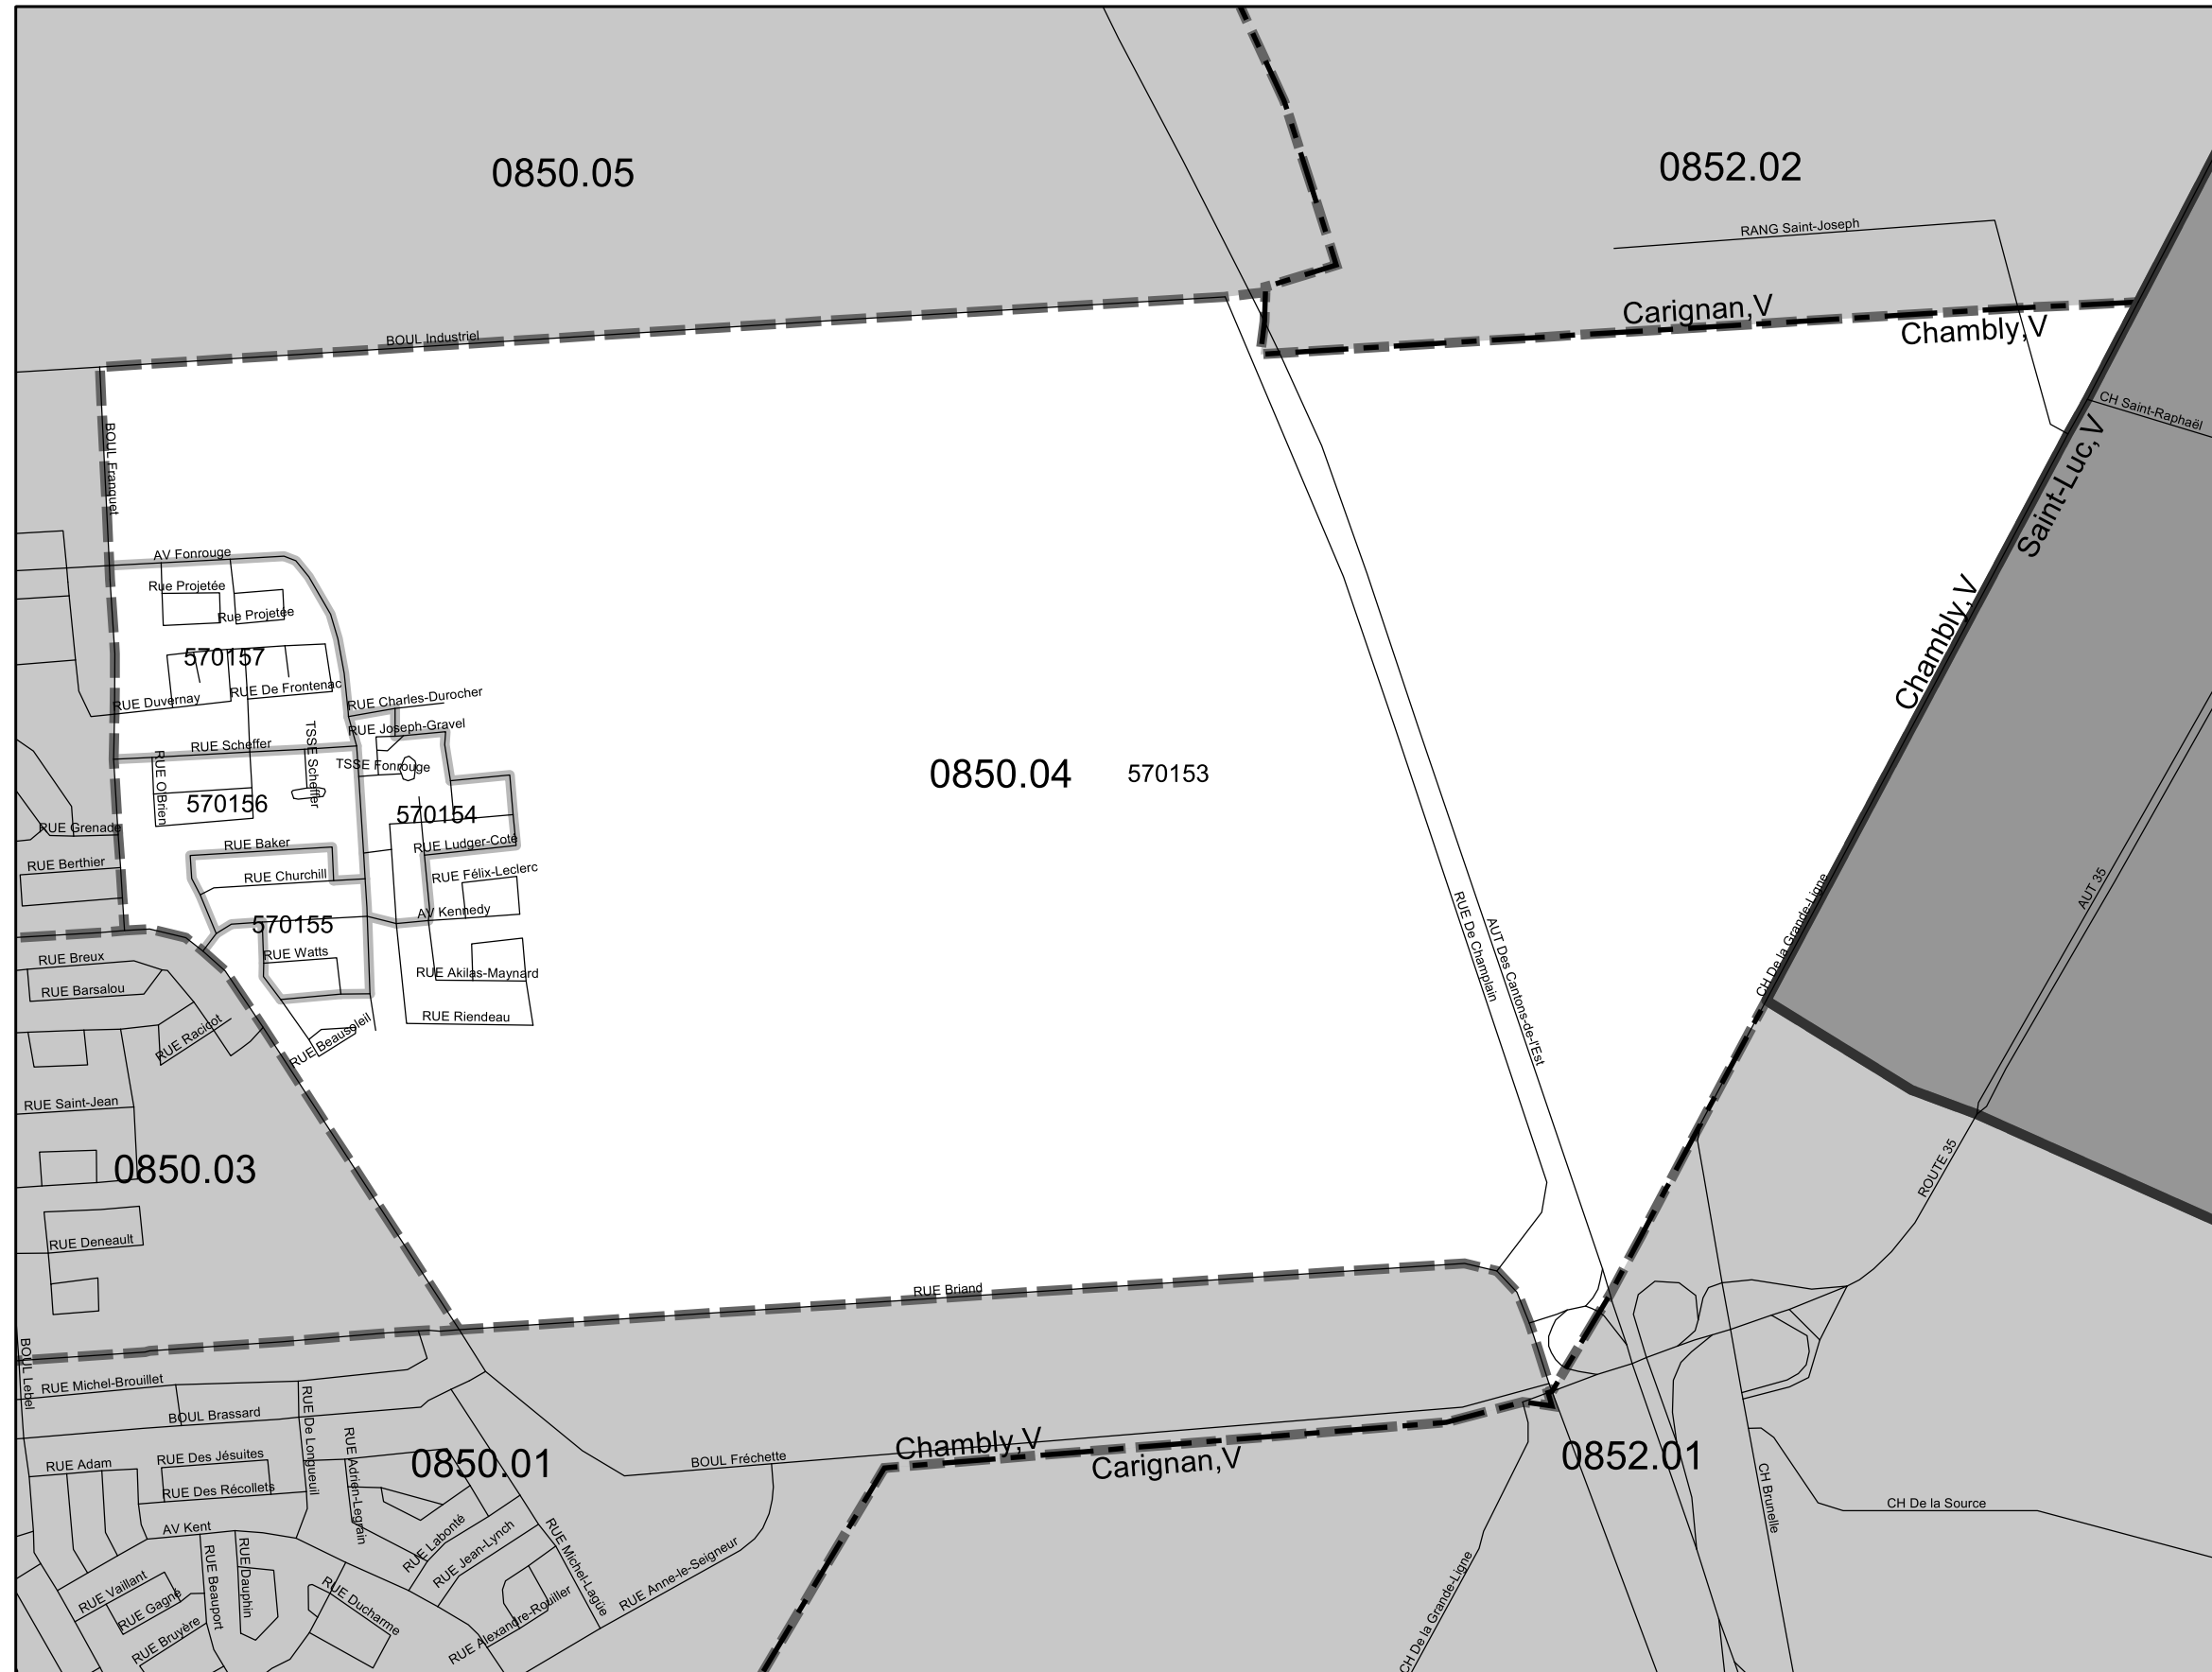 0850.05
0852.02
RANG Saint-Joseph
Carignan,V
Chambly,V
BOUL Industriel
CH Saint-Raphaël
Saint-Luc,V
Chambly,V
BOUL Franquet
AV Fonrouge
Rue Projetée
Rue Projetée
570157
RUE De Frontenac
RUE Duvernay
RUE Charles-Durocher
RUE Joseph-Gravel
RUE Scheffer
TSSE Scheffer
TSSE Fonrouge
RUE O'Brien
0850.04
570153
570156
570154
RUE Grenade
RUE Baker
RUE Ludger-Coté
RUE Berthier
RUE Churchill
RUE Félix-Leclerc
AV Kennedy
570155
RUE Watts
RUE Breux
RUE Akilas-Maynard
RUE Barsalou
RUE Riendeau
RUE Racicot
RUE Beausoleil
RUE De Champlain
AUT Des Cantons-de-l'Est
CH De la Grande-Ligne
AUT 35
ROUTE 35
RUE Saint-Jean
0850.03
RUE Deneault
RUE Briand
BOUL Lebel
RUE Michel-Brouillet
BOUL Brassard
RUE De Longueuil
RUE Adrien-Legrain
RUE Des Jésuites
RUE Adam
RUE Des Récollets
0850.01
BOUL Fréchette
Chambly,V
Carignan,V
0852.01
CH Brunelle
CH De la Source
AV Kent
RUE Labonté
RUE Jean-Lynch
RUE Michel-Lagüe
RUE Anne-le-Seigneur
RUE Beauport
RUE Dauphin
RUE Vaillant
RUE Gagné
RUE Bruyère
RUE Ducharme
RUE Alexandre-Rouiller
CH De la Grande-Ligne